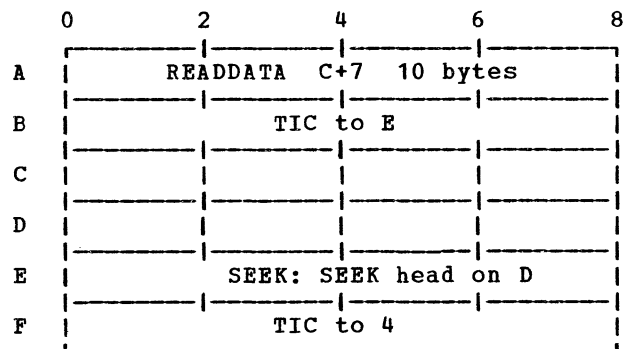 0 2 4 6 8
A READDATA C+7 10 bytes
B TIC to E
C
D
E SEEK: SEEK head on D
F TIC to 4